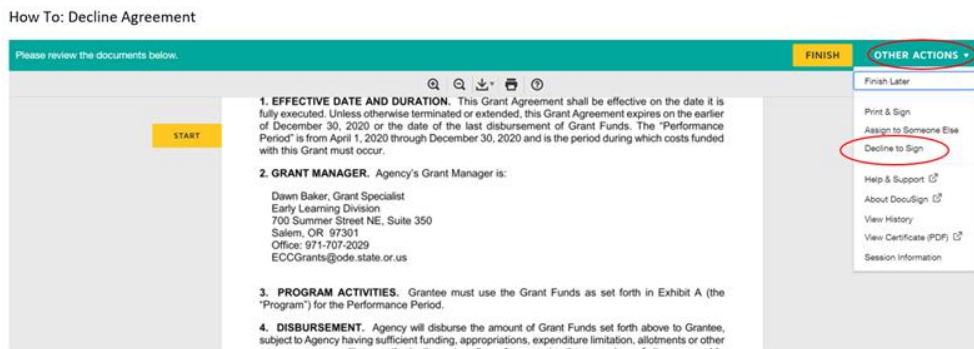 How To: Decline Agreement
Please review the documents below.
FINISH
OTHER ACTIONS
START
1. EFFECTIVE DATE AND DURATION. This Grant Agreement shall be effective on the date it is
fully executed. Unless otherwise terminated or extended, this Grant Agreement expires on the earlier
of December 30, 2020 or the date of the last disbursement of Grant Funds. The “Performance
Period” is from April 1, 2020 through December 30, 2020 and is the period during which costs funded
with this Grant must occur.
2. GRANT MANAGER. Agency’s Grant Manager is:
Dawn Baker, Grant Specialist
Early Learning Division
700 Summer Street NE, Suite 350
Salem, OR 97301
Office: 971-707-2029
ECCGrants@ode.state.or.us
3. PROGRAM ACTIVITIES. Grantee must use the Grant Funds as set forth in Exhibit A (the
“Program”) for the Performance Period.
4. DISBURSEMENT. Agency will disburse the amount of Grant Funds set forth above to Grantee,
subject to Agency having sufficient funding, appropriations, expenditure limitation, allotments or other
Finish Later
Print & Sign
Assign to Someone Else
Decline to Sign
Help & Support
About DocuSign
View History
View Certificate (PDF)
Session Information